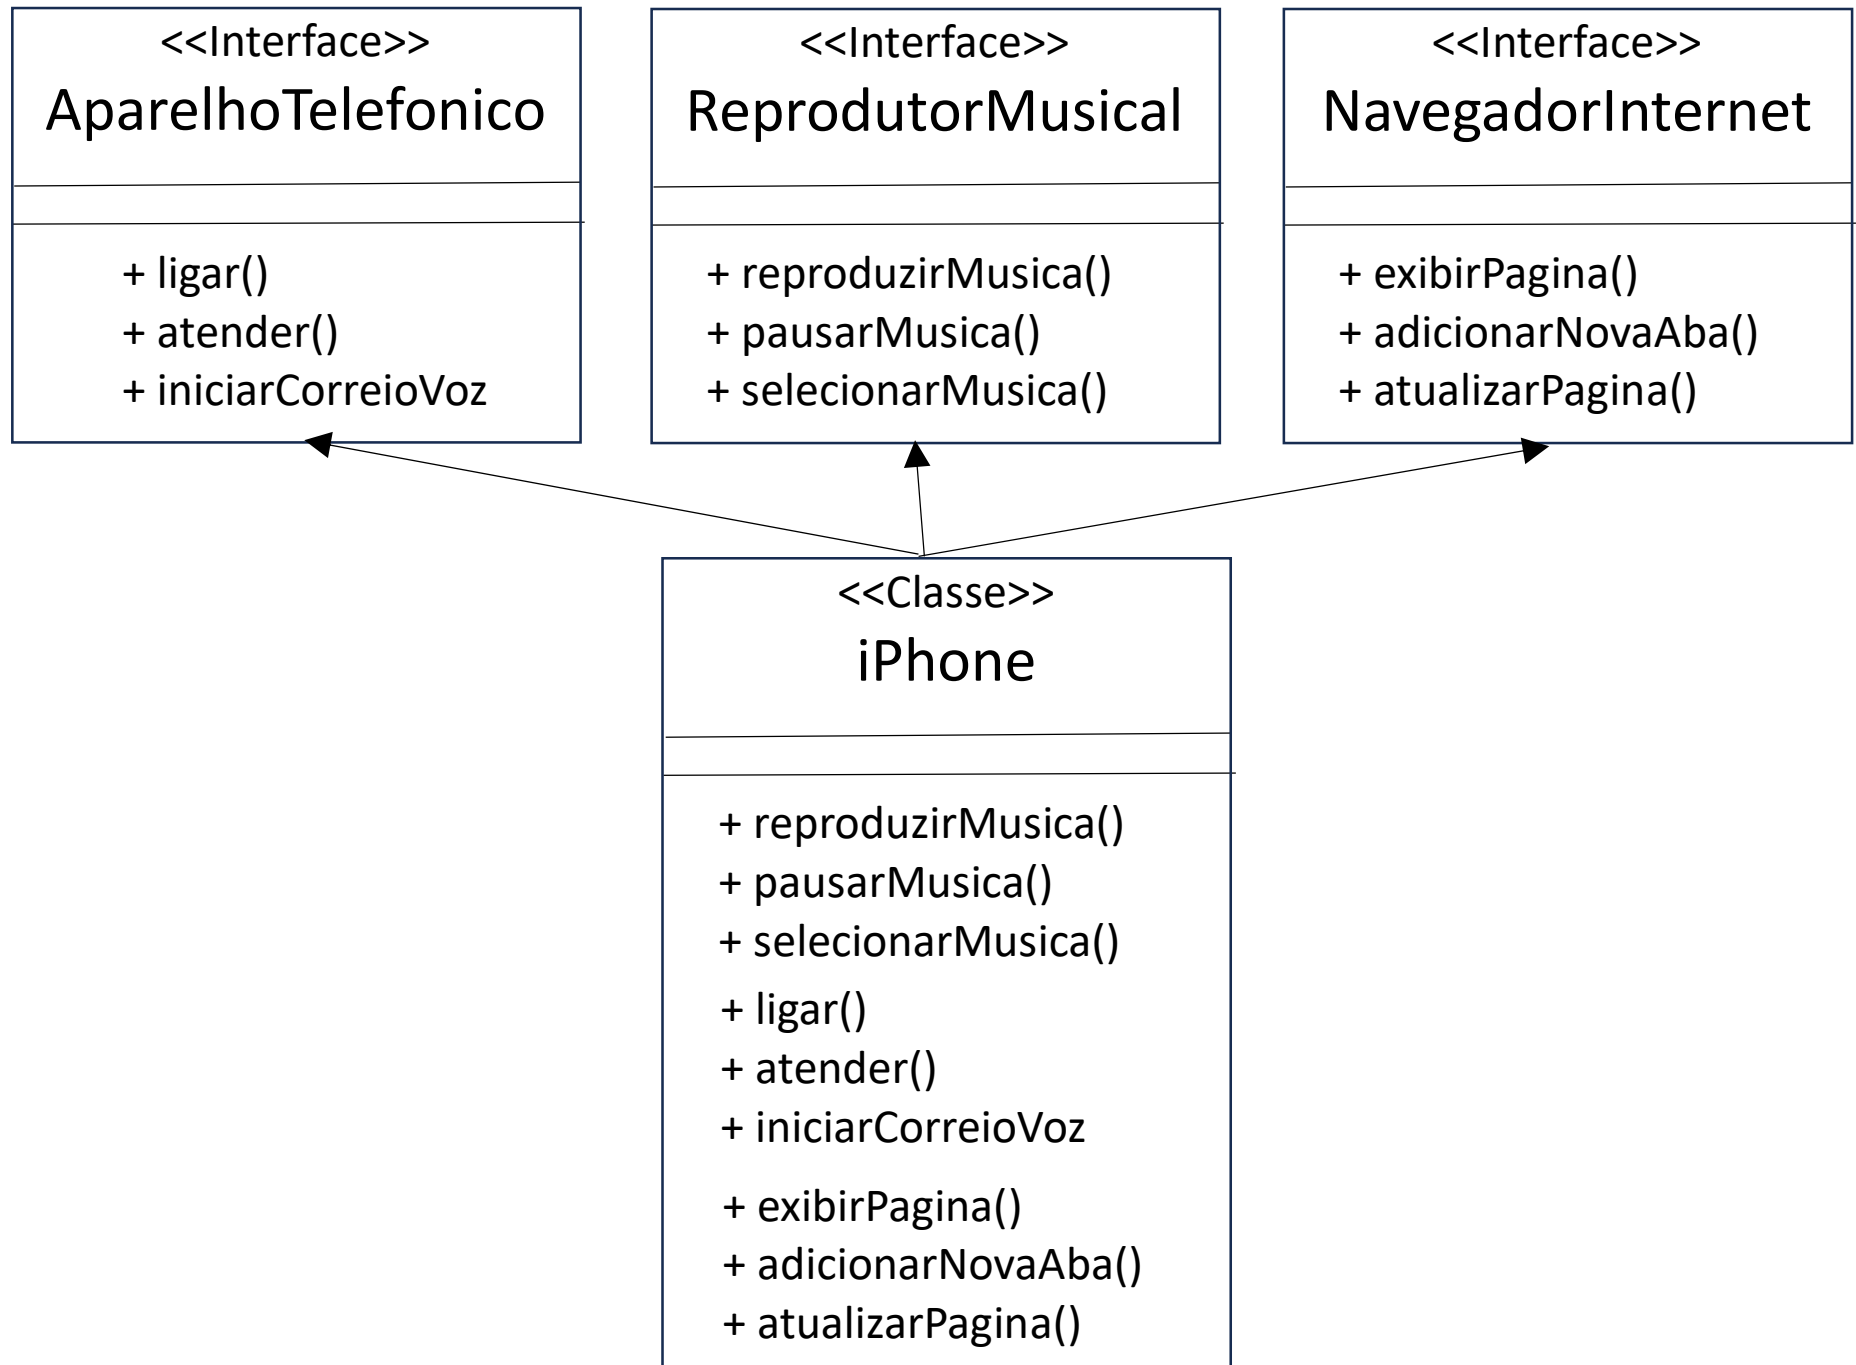 <<Interface>>
AparelhoTelefonico
+ ligar()
+ atender()
+ iniciarCorreioVoz
<<Interface>>
ReprodutorMusical
+ reproduzirMusica()
+ pausarMusica()
+ selecionarMusica()
<<Interface>>
NavegadorInternet
+ exibirPagina()
+ adicionarNovaAba()
+ atualizarPagina()
<<Classe>>
iPhone
+ reproduzirMusica()
+ pausarMusica()
+ selecionarMusica()
+ ligar()
+ atender()
+ iniciarCorreioVoz
+ exibirPagina()
+ adicionarNovaAba()
+ atualizarPagina()